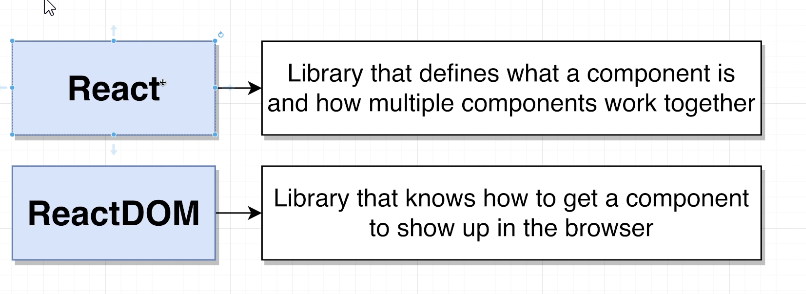 React
Library that defines what a component is
and how multiple components work together
ReactDOM
Library that knows how to get a component
to show up in the browser